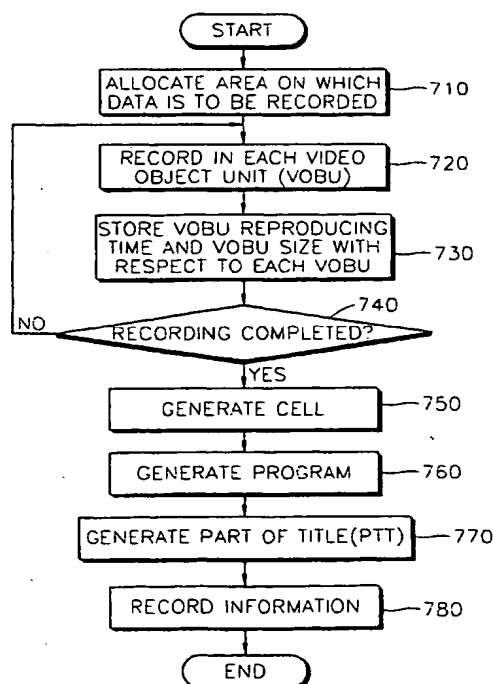 START
ALLOCATE AREA ON WHICH
DATA IS TO BE RECORDED
710
RECORD IN EACH VIDEO
OBJECT UNIT (VOBU)
720
STORE VOBU REPRODUCING
TIME AND VOBU SIZE WITH
RESPECT TO EACH VOBU
730
740
NO
RECORDING COMPLETED?
YES
GENERATE CELL
750
GENERATE PROGRAM
760
GENERATE PART OF TITLE(PTT)
770
RECORD INFORMATION
780
END